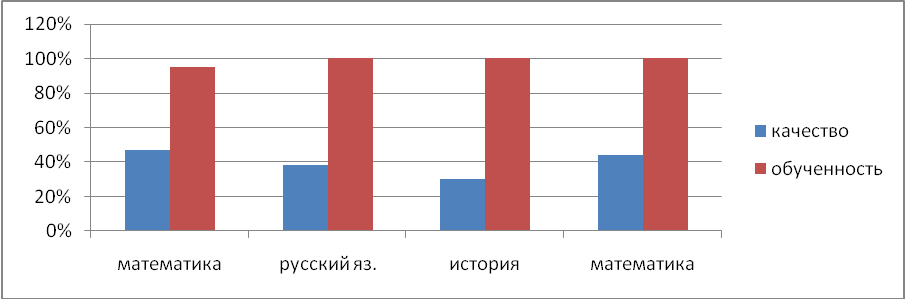 120%
100%
80%
60%
40%
20%
0%
математика
русский яз.
история
математика
качество
обученность